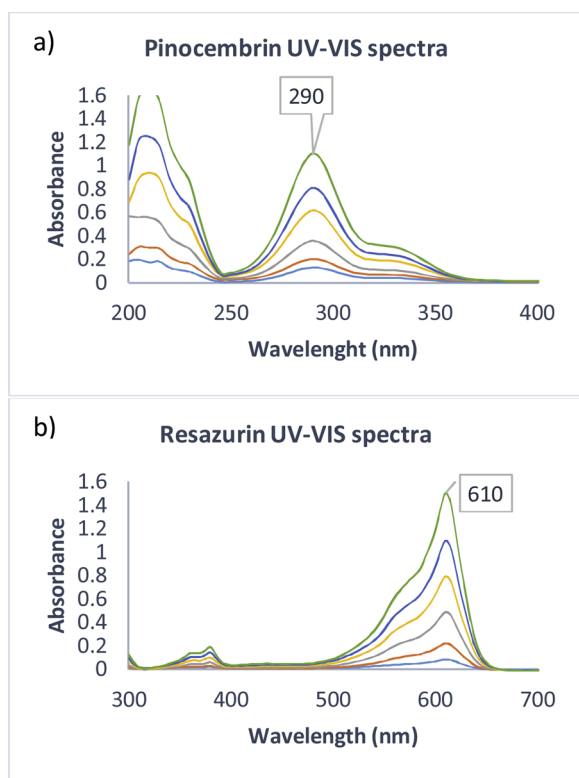 a)
Pinocembrin UV-VIS spectra
290
1.6
1.4
1.2
1
0.8
0.6
0.4
0.2
0
Absorbance
200 250 300 350 400
Wavelenght (nm)
b)
Resazurin UV-VIS spectra
610
1.6
1.4
1.2
1
0.8
0.6
0.4
0.2
0
Absorbance
300 400 500 600 700
Wavelength (nm)